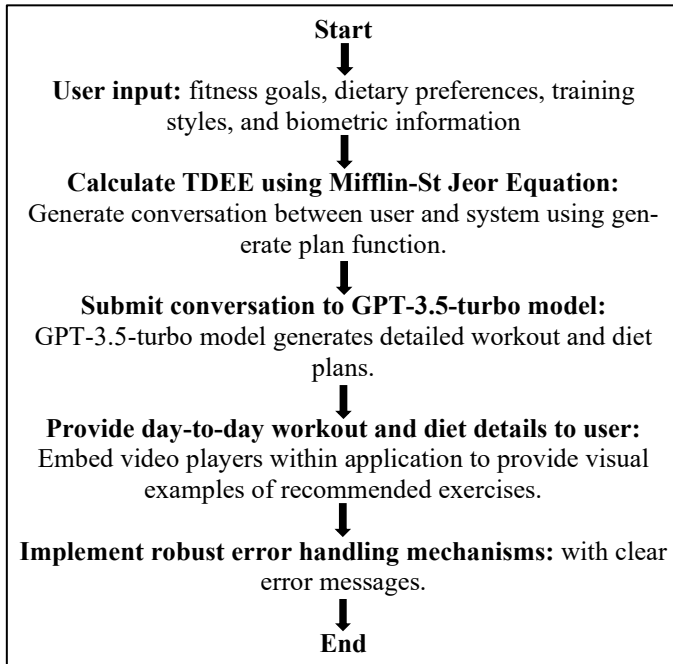 Start
User input: fitness goals, dietary preferences, training
styles, and biometric information
Calculate TDEE using Mifflin-St Jeor Equation:
Generate conversation between user and system using gen-
erate plan function.
Submit conversation to GPT-3.5-turbo model:
GPT-3.5-turbo model generates detailed workout and diet
plans.
Provide day-to-day workout and diet details to user:
Embed video players within application to provide visual
examples of recommended exercises.
Implement robust error handling mechanisms: with clear
error messages.
End